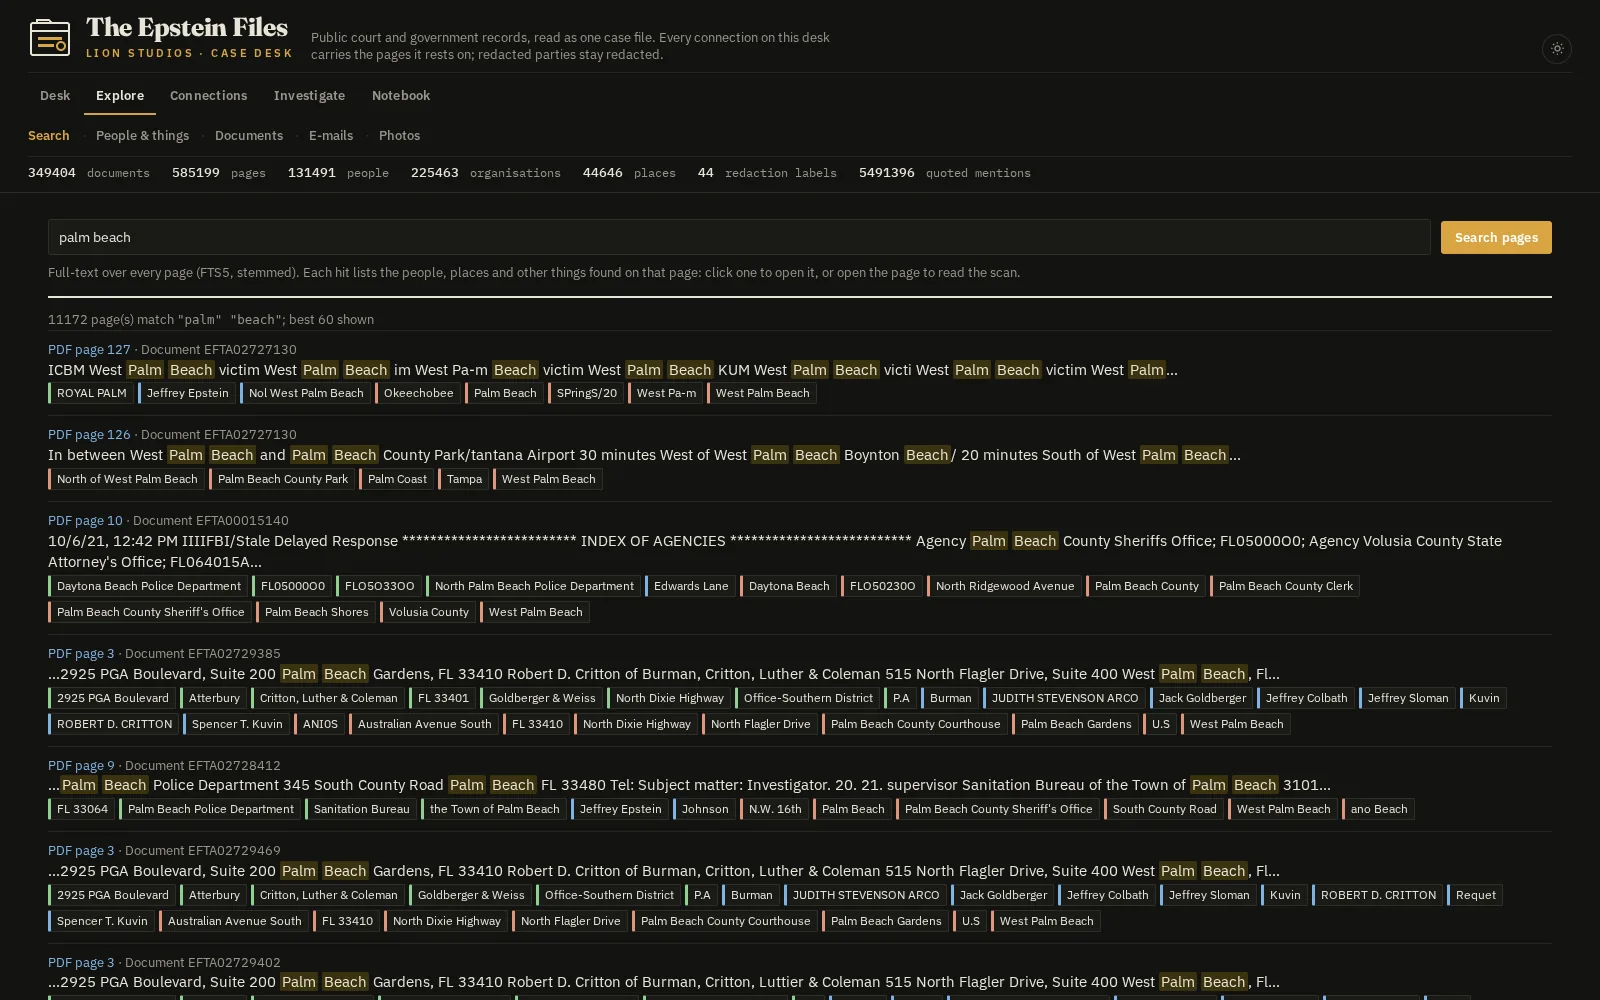 The Epstein Files
LION STUDIOS · CASE DESK
Public court and government records, read as one case file. Every connection on this desk
carries the pages it rests on; redacted parties stay redacted.
Desk Explore Connections Investigate Notebook
Search · People & things · Documents · E-mails · Photos
349404 documents 585199 pages 131491 people 225463 organisations 44646 places 44 redaction labels 5491396 quoted mentions
palm beach Search pages
Full-text over every page (FTS5, stemmed). Each hit lists the people, places and other things found on that page: click one to open it, or open the page to read the scan.
11172 page(s) match "palm" "beach"; best 60 shown
PDF page 127 · Document EFTA02727130
ICBM West Palm Beach victim West Palm Beach im West Pa-m Beach victim West Palm Beach KUM West Palm Beach victi West Palm Beach victim West Palm...
ROYAL PALM Jeffrey Epstein Nol West Palm Beach Okeechobee Palm Beach SPringS/20 West Pa-m West Palm Beach
PDF page 126 · Document EFTA02727130
In between West Palm Beach and Palm Beach County Park/tantana Airport 30 minutes West of West Palm Beach Boynton Beach/ 20 minutes South of West Palm Beach...
North of West Palm Beach Palm Beach County Park Palm Coast Tampa West Palm Beach
PDF page 10 · Document EFTA00015140
10/6/21, 12:42 PM IIIIFBI/Stale Delayed Response ************************* INDEX OF AGENCIES ************************** Agency Palm Beach County Sheriffs Office; FL05000O0; Agency Volusia County State
Attorney's Office; FL064015A...
Daytona Beach Police Department FL05000O0 FLO5O33OO North Palm Beach Police Department Edwards Lane Daytona Beach FLO50230O North Ridgewood Avenue Palm Beach County Palm Beach County Clerk
Palm Beach County Sheriff's Office Palm Beach Shores Volusia County West Palm Beach
PDF page 3 · Document EFTA02729385
...2925 PGA Boulevard, Suite 200 Palm Beach Gardens, FL 33410 Robert D. Critton of Burman, Critton, Luther & Coleman 515 North Flagler Drive, Suite 400 West Palm Beach, Fl...
2925 PGA Boulevard Atterbury Critton, Luther & Coleman FL 33401 Goldberger & Weiss North Dixie Highway Office-Southern District P.A Burman JUDITH STEVENSON ARCO Jack Goldberger Jeffrey Colbath Jeffrey Sloman Kuvin
ROBERT D. CRITTON Spencer T. Kuvin ANI0S Australian Avenue South FL 33410 North Dixie Highway North Flagler Drive Palm Beach County Courthouse Palm Beach Gardens U.S West Palm Beach
PDF page 9 · Document EFTA02728412
...Palm Beach Police Department 345 South County Road Palm Beach FL 33480 Tel: Subject matter: Investigator. 20. 21. supervisor Sanitation Bureau of the Town of Palm Beach 3101...
FL 33064 Palm Beach Police Department Sanitation Bureau the Town of Palm Beach Jeffrey Epstein Johnson N.W. 16th Palm Beach Palm Beach County Sheriff's Office South County Road West Palm Beach ano Beach
PDF page 3 · Document EFTA02729469
...2925 PGA Boulevard, Suite 200 Palm Beach Gardens, FL 33410 Robert D. Critton of Burman, Critton, Luther & Coleman 515 North Flagler Drive, Suite 400 West Palm Beach, Fl...
2925 PGA Boulevard Atterbury Critton, Luther & Coleman Goldberger & Weiss Office-Southern District P.A Burman JUDITH STEVENSON ARCO Jack Goldberger Jeffrey Colbath Jeffrey Sloman Kuvin ROBERT D. CRITTON Requet
Spencer T. Kuvin Australian Avenue South FL 33410 North Dixie Highway North Flagler Drive Palm Beach County Courthouse Palm Beach Gardens U.S West Palm Beach
PDF page 3 · Document EFTA02729402
...2925 PGA Boulevard, Suite 200 Palm Beach Gardens, FL 33410 Robert D. Critton of Burman, Critton, Luttier & Coleman 515 North Flagler Drive, Suite 400 West Palm Beach, Fl...